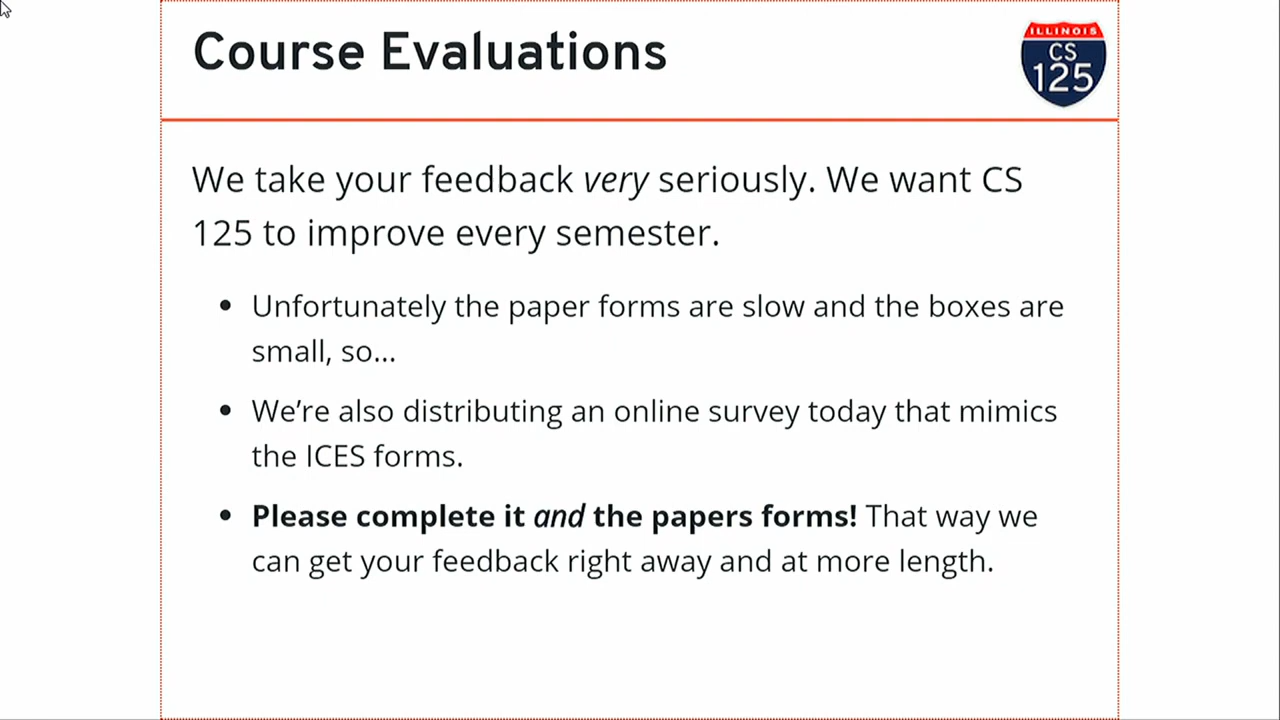 Course Evaluations
ILLINOIS
CS
125
We take your feedback very seriously. We want CS
125 to improve every semester.
• Unfortunately the paper forms are slow and the boxes are
small, so...
• We’re also distributing an online survey today that mimics
the ICES forms.
• Please complete it and the papers forms! That way we
can get your feedback right away and at more length.